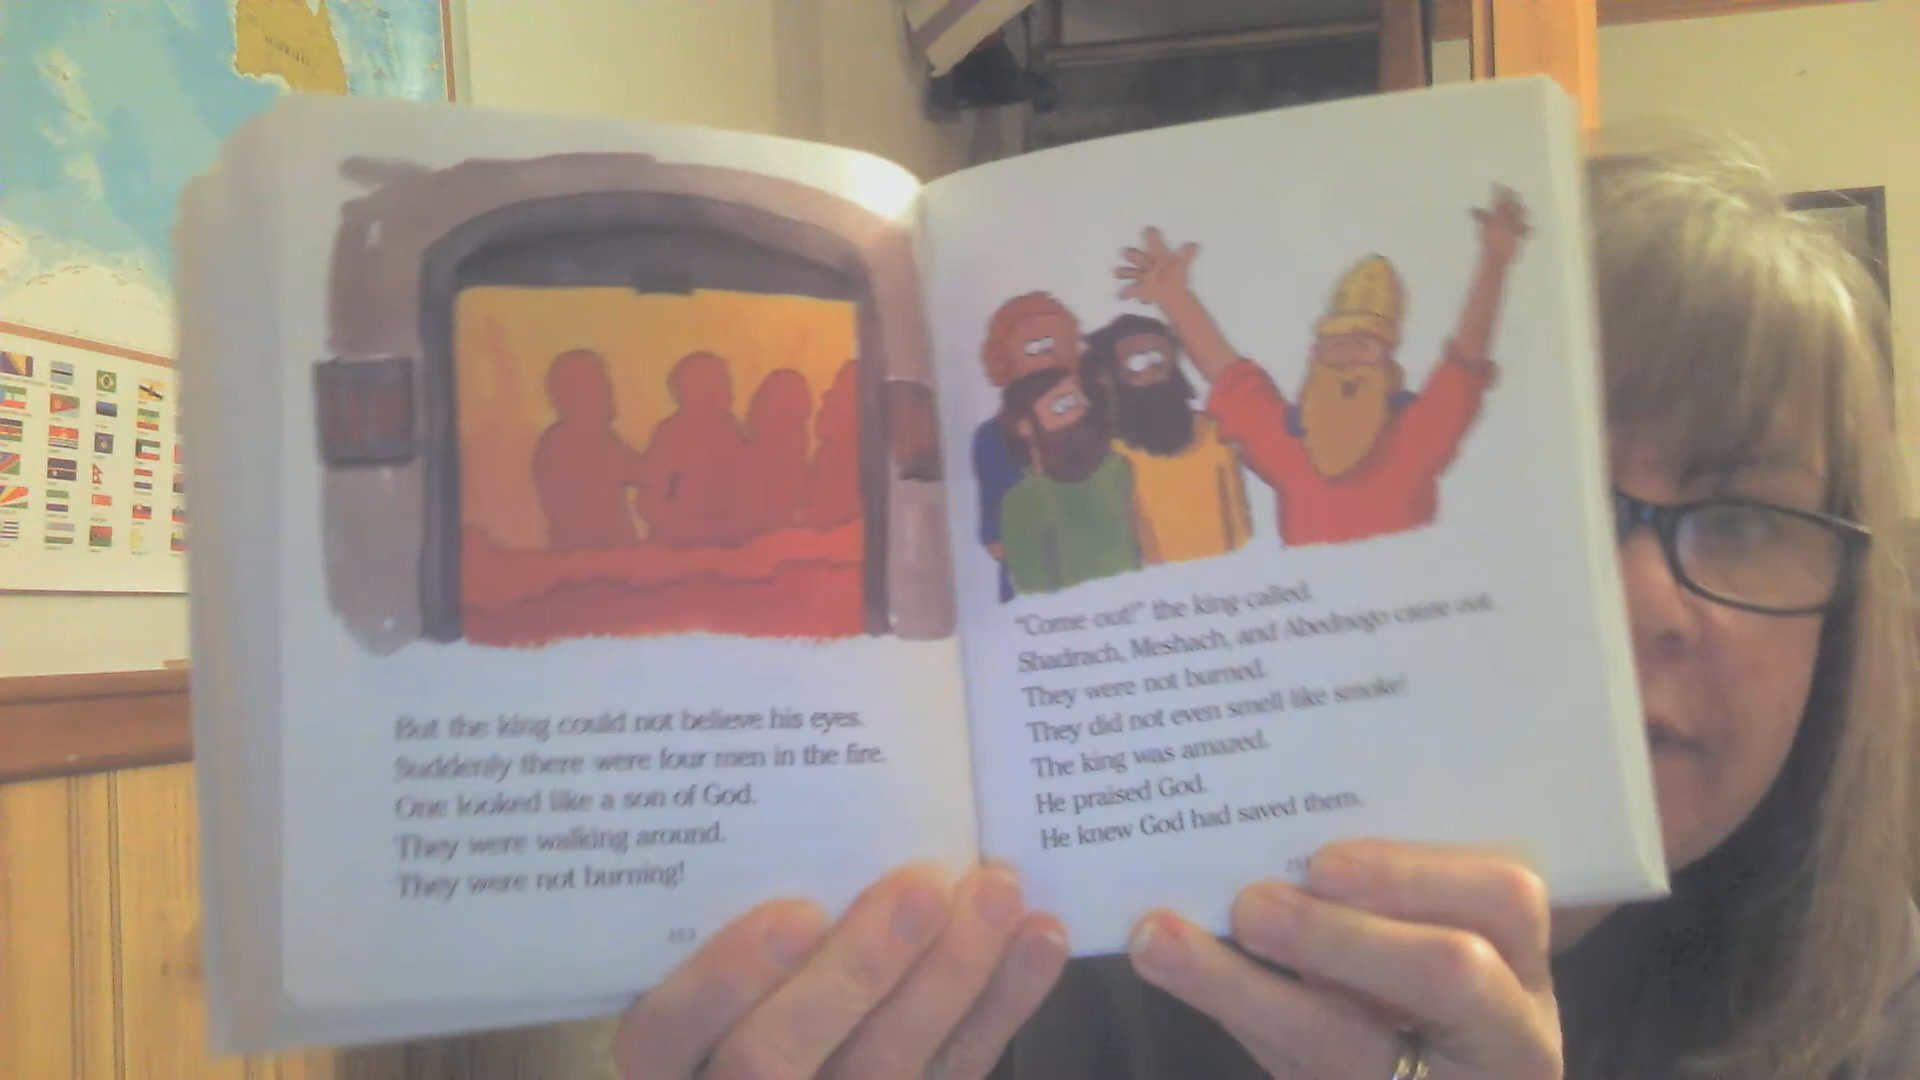 But the king could not believe his eyes.
Suddenly there were four men in the fire.
One looked like a son of God.
They were walking around.
They were not burning!
"Come out!" the king called.
Shadrach, Meshach, and Abednego came out.
They were not burned.
They did not even smell like smoke!
The king was amazed.
He praised God.
He knew God had saved them.